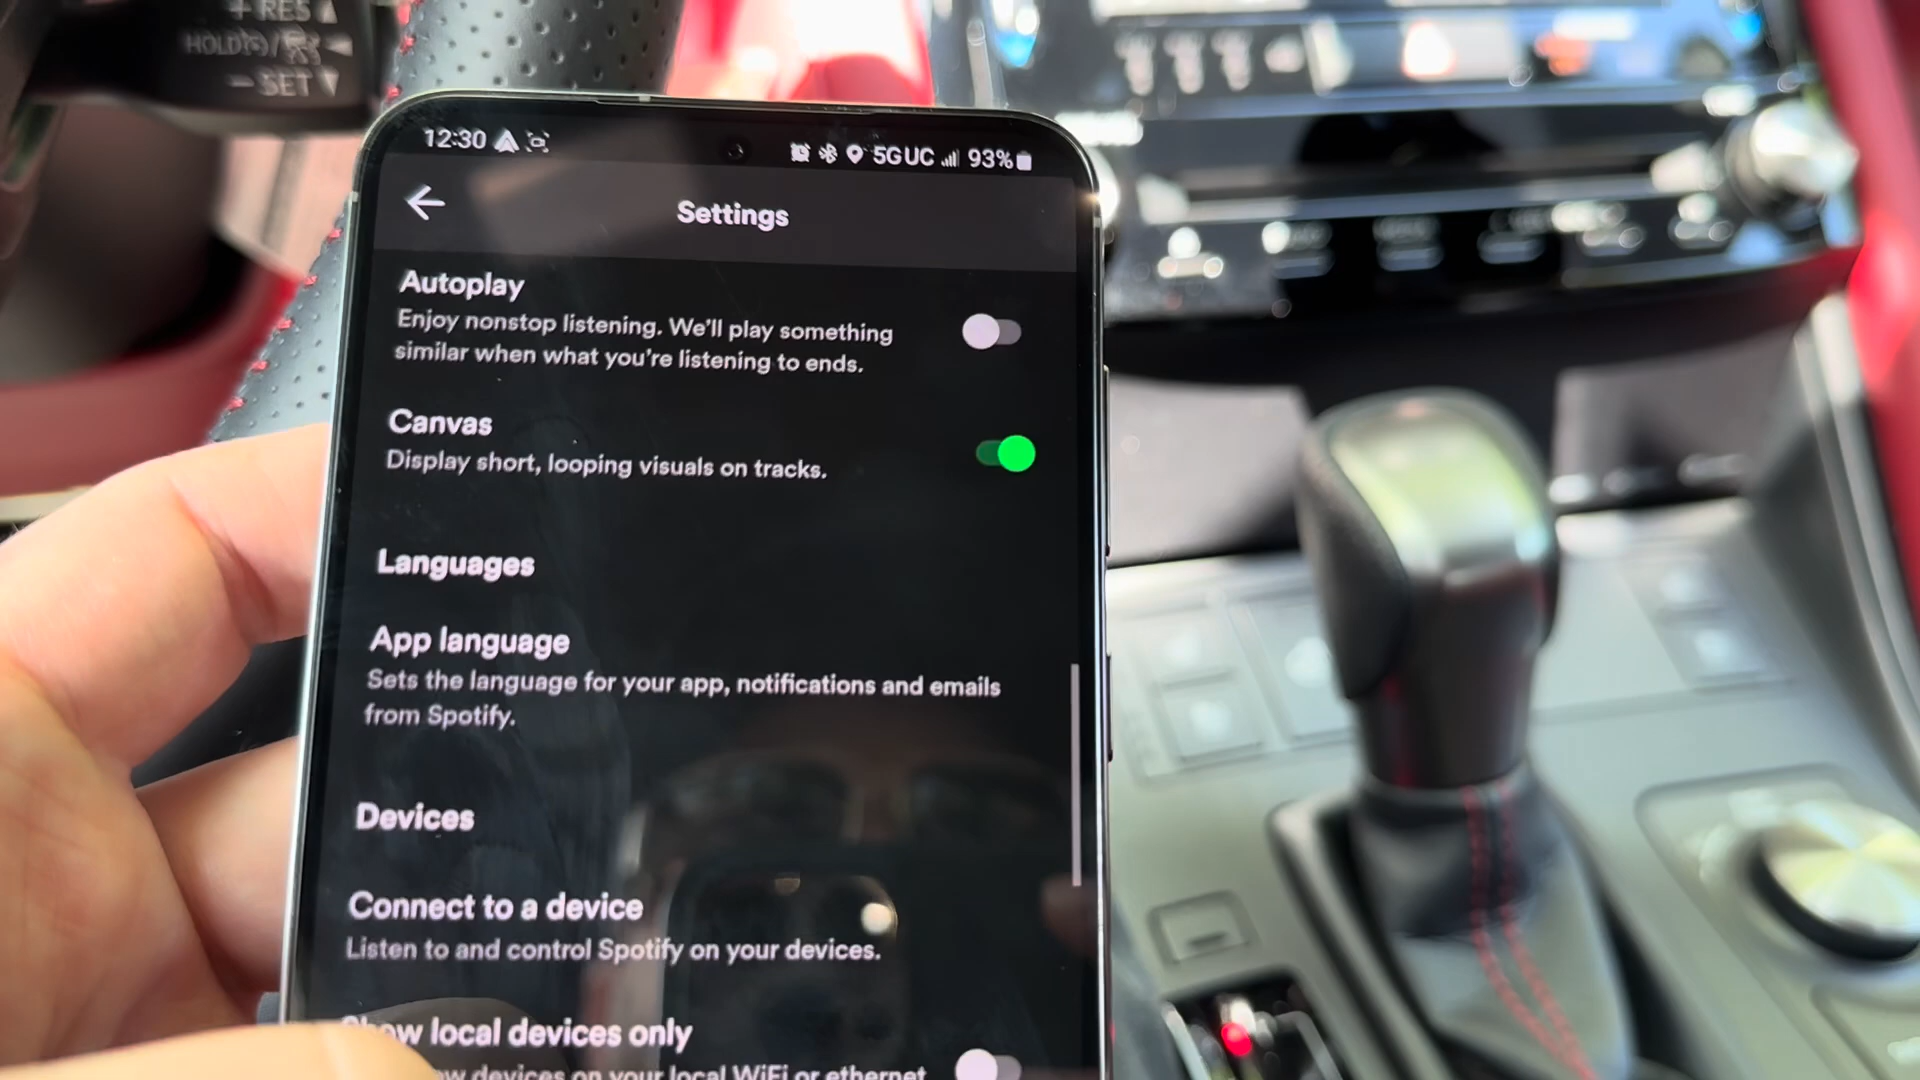 + RES
HOLD
- SET
12:30
5G UC 93%
Settings
Autoplay
Enjoy nonstop listening. We'll play something
similar when what you're listening to ends.
Canvas
Display short, looping visuals on tracks.
Languages
App language
Sets the language for your app, notifications and emails
from Spotify.
Devices
Connect to a device
Listen to and control Spotify on your devices.
local devices only
devices on your local WiFi or ethernet